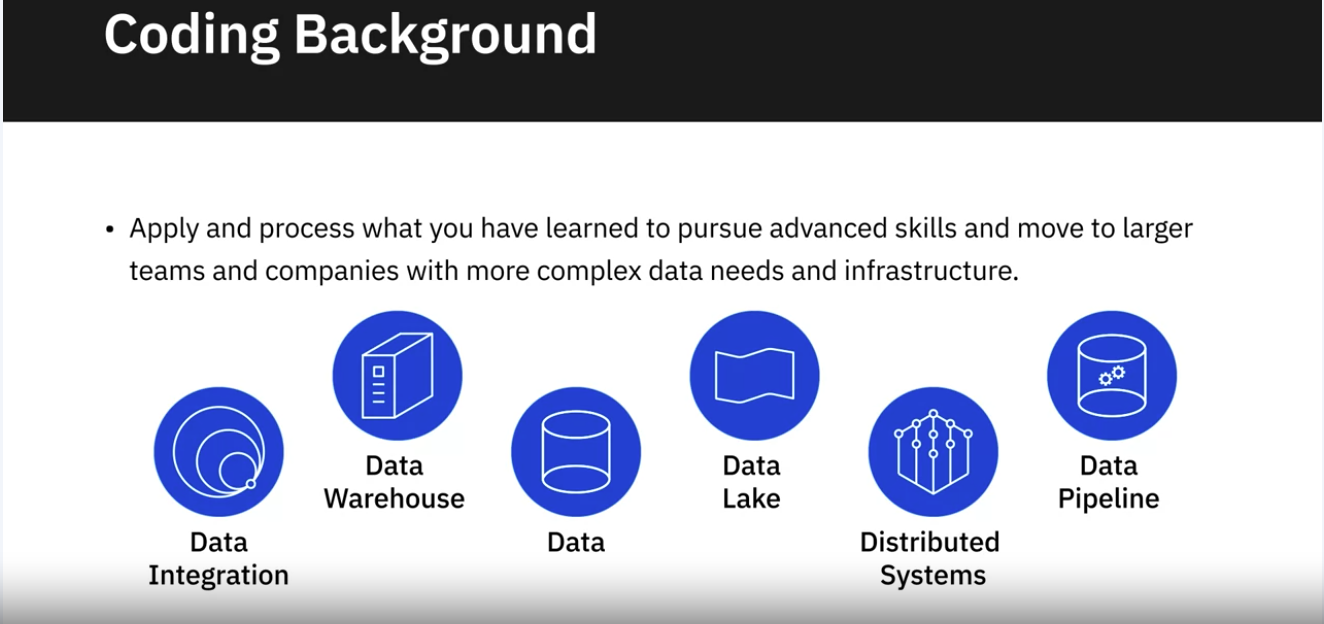 Coding Background
• Apply and process what you have learned to pursue advanced skills and move to larger
teams and companies with more complex data needs and infrastructure.
Data
Integration
Data
Warehouse
Data
Data
Lake
Distributed
Systems
Data
Pipeline